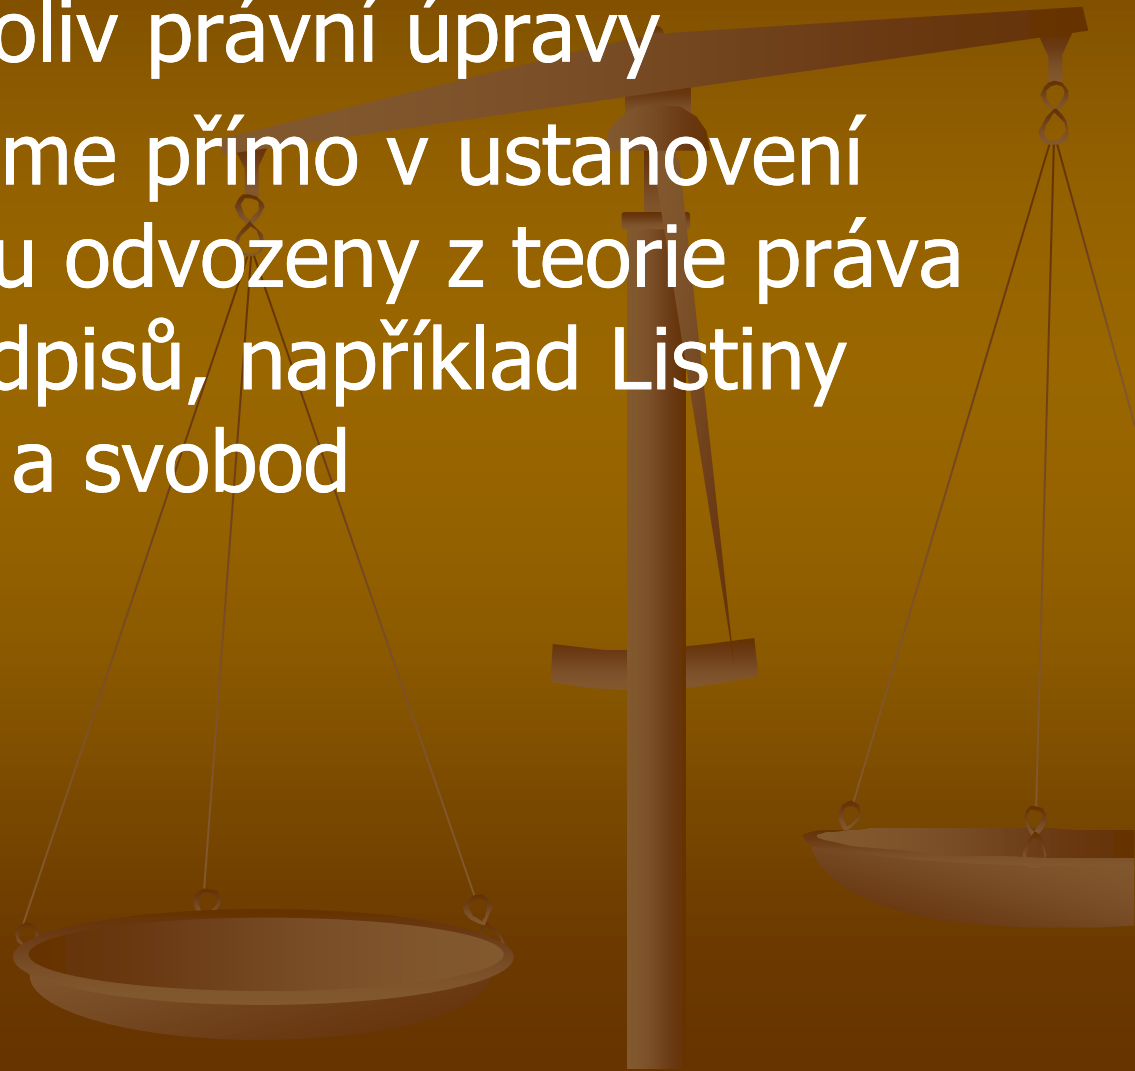 oliv právní úpravy
me přímo v ustanovení
u odvozeny z teorie práva
dpisů, například Listiny
a svobod